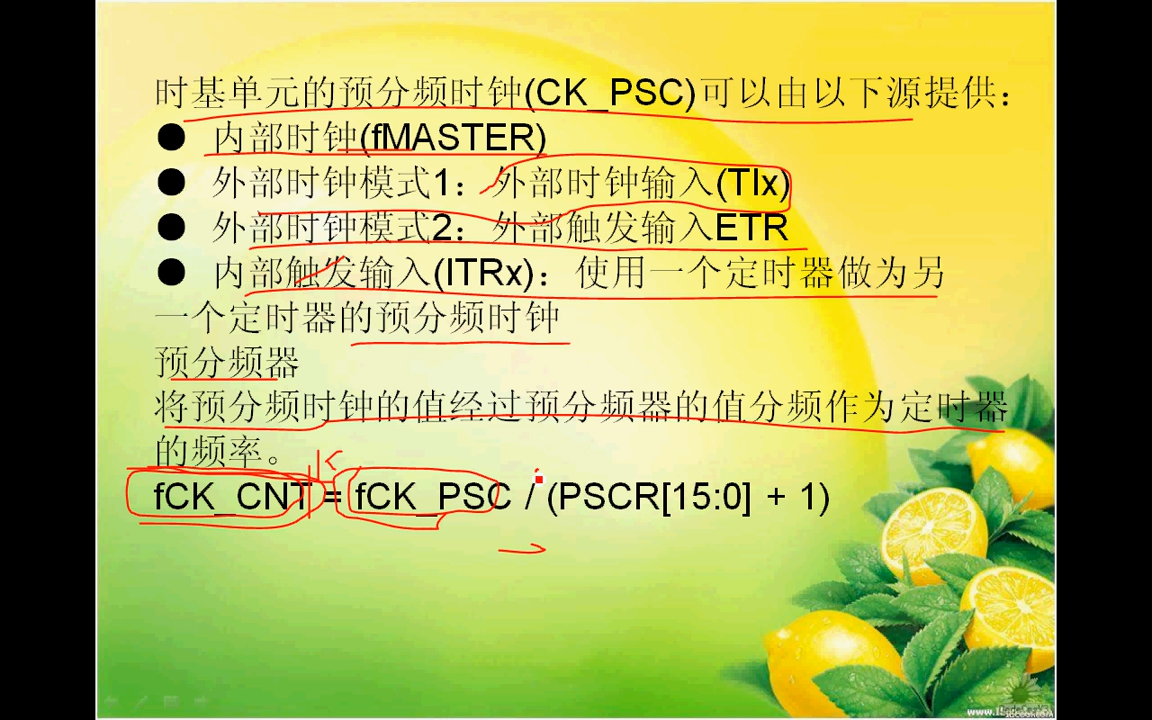 时基单元的预分频时钟(CK_PSC)可以由以下源提供：
● 内部时钟(fMASTER)
● 外部时钟模式1：外部时钟输入(TIx)
● 外部时钟模式2：外部触发输入ETR
● 内部触发输入(ITRx)：使用一个定时器做为另
一个定时器的预分频时钟
预分频器
将预分频时钟的值经过预分频器的值分频作为定时器
的频率。
fCK_CNT = fCK_PSC / (PSCR[15:0] + 1)